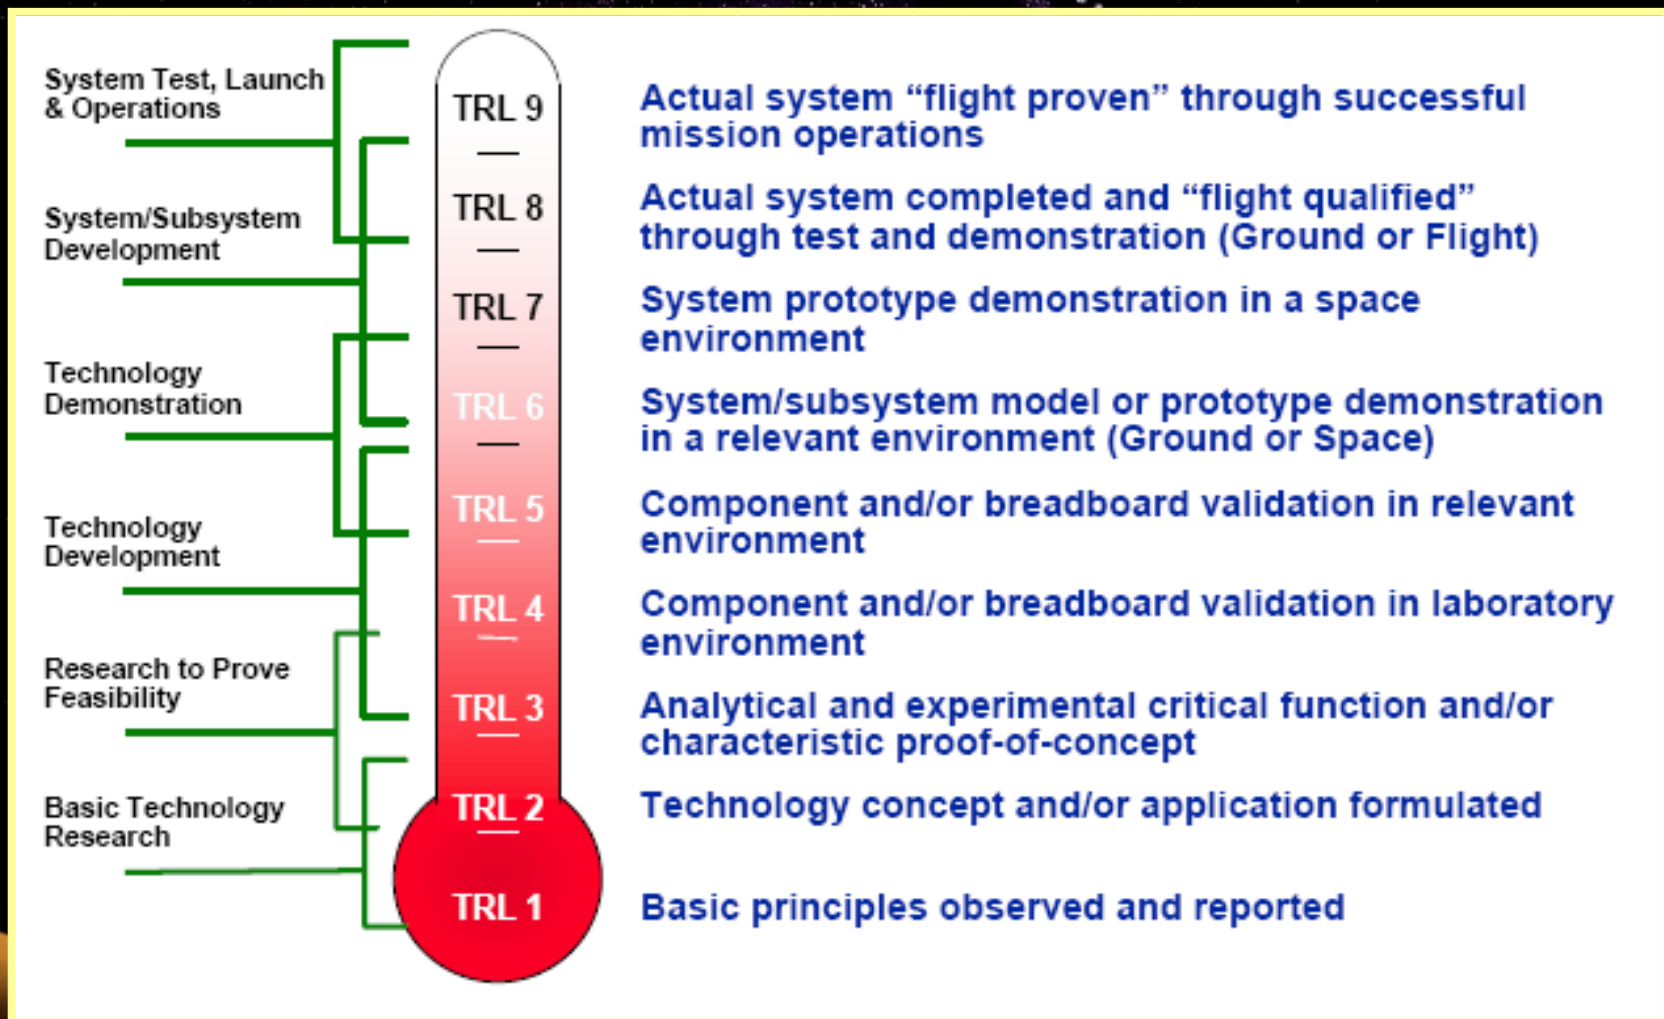 System Test, Launch
& Operations
System/Subsystem
Development
Technology
Demonstration
Technology
Development
Research to Prove
Feasibility
Basic Technology
Research
TRL 9
TRL 8
TRL 7
TRL 6
TRL 5
TRL 4
TRL 3
TRL 2
TRL 1
Actual system “flight proven” through successful
mission operations
Actual system completed and “flight qualified”
through test and demonstration (Ground or Flight)
System prototype demonstration in a space
environment
System/subsystem model or prototype demonstration
in a relevant environment (Ground or Space)
Component and/or breadboard validation in relevant
environment
Component and/or breadboard validation in laboratory
environment
Analytical and experimental critical function and/or
characteristic proof-of-concept
Technology concept and/or application formulated
Basic principles observed and reported